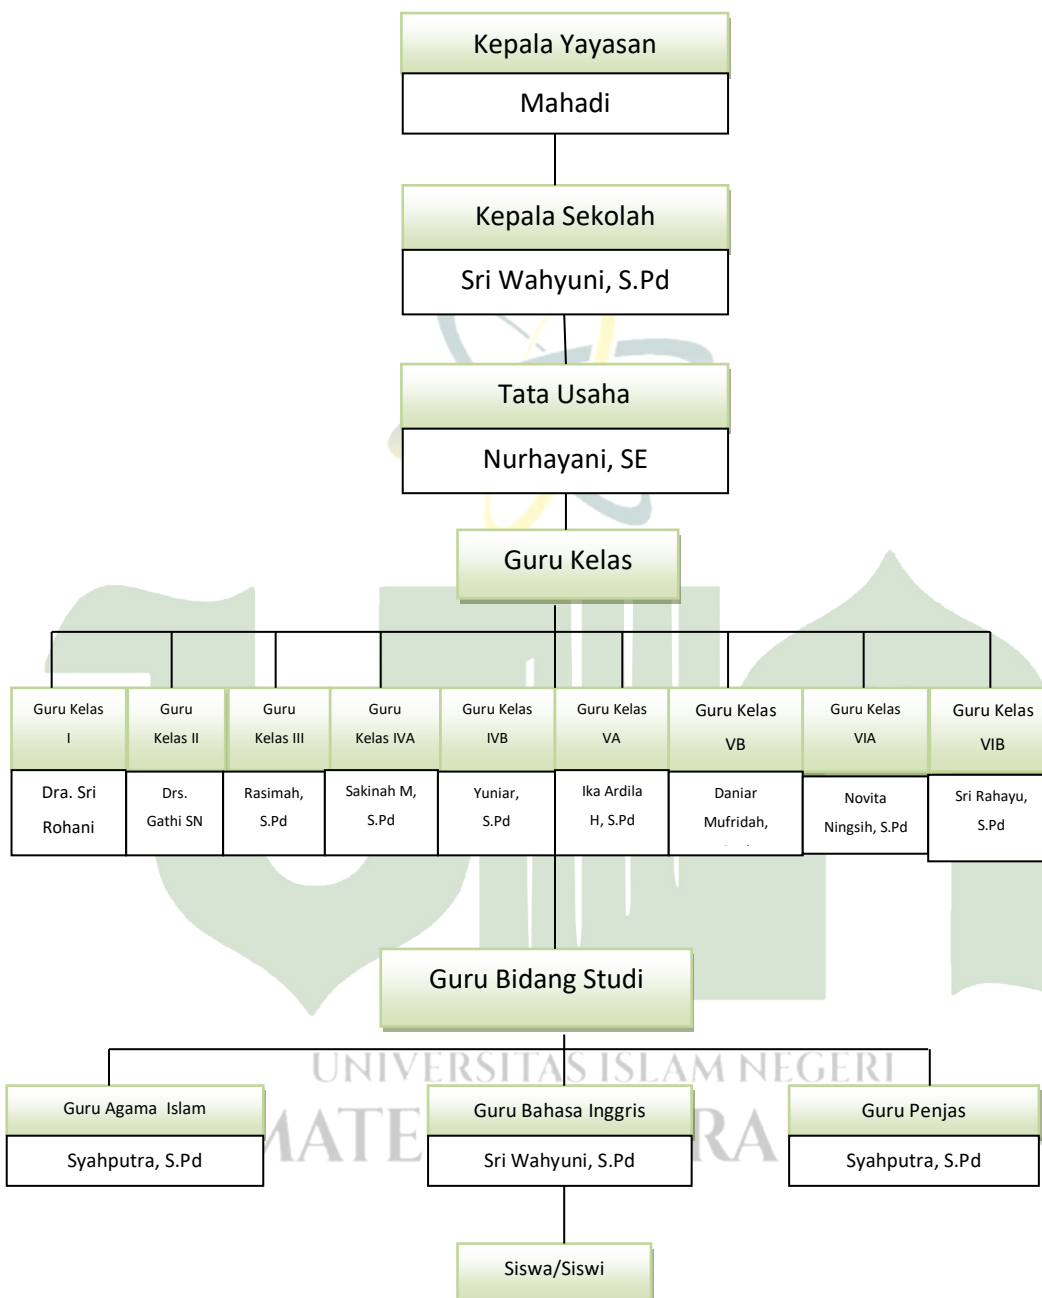 Kepala Yayasan
Mahadi
Kepala Sekolah
Sri Wahyuni, S.Pd
Tata Usaha
Nurhayani, SE
Guru Kelas
Guru Kelas
I
Dra. Sri
Rohani
Guru
Kelas II
Drs.
Gathi SN
Guru
Kelas III
Rasimah,
S.Pd
Guru
Kelas IVA
Sakinah M,
S.Pd
Guru Kelas
IVB
Yuniar,
S.Pd
Guru Kelas
VA
Ika Ardila
H, S.Pd
Guru Kelas
VB
Daniar
Mufridah,
Guru Kelas
VIA
Novita
Ningsih, S.Pd
Guru Kelas
VIB
Sri Rahayu,
S.Pd
Guru Bidang Studi
UNIVERSITAS ISLAM NEGERI
Guru Agama  Islam
Syahputra, S.Pd
Guru Bahasa Inggris
Sri Wahyuni, S.Pd
Guru Penjas
Syahputra, S.Pd
Siswa/Siswi